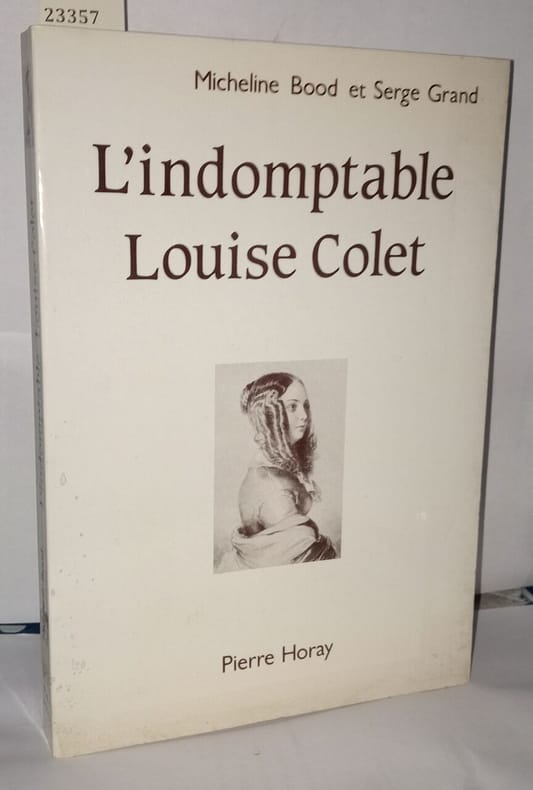 23357
Micheline Bood et Serge Grand
L'indomptable
Louise Colet
Pierre Horay